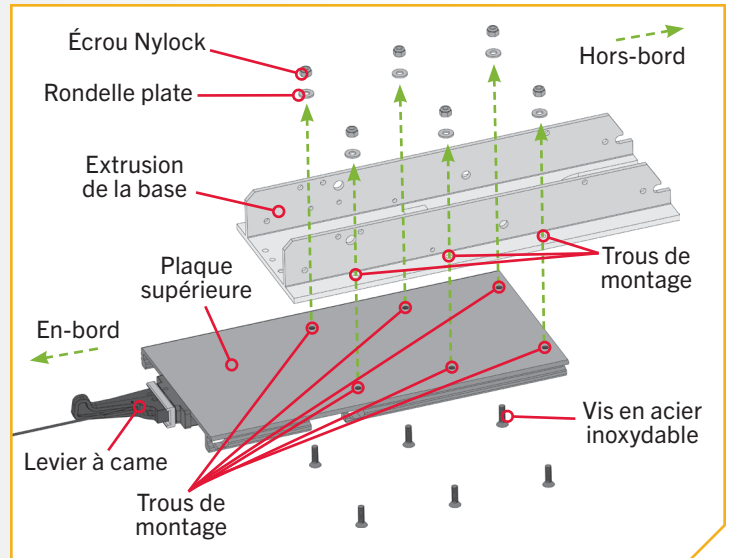 Écrou Nylock
Hors-bord
Rondelle plate
Extrusion
de la base
Trous de
montage
Plaque
supérieure
En-bord
Vis en acier
inoxydable
Levier à came
Trous de
montage